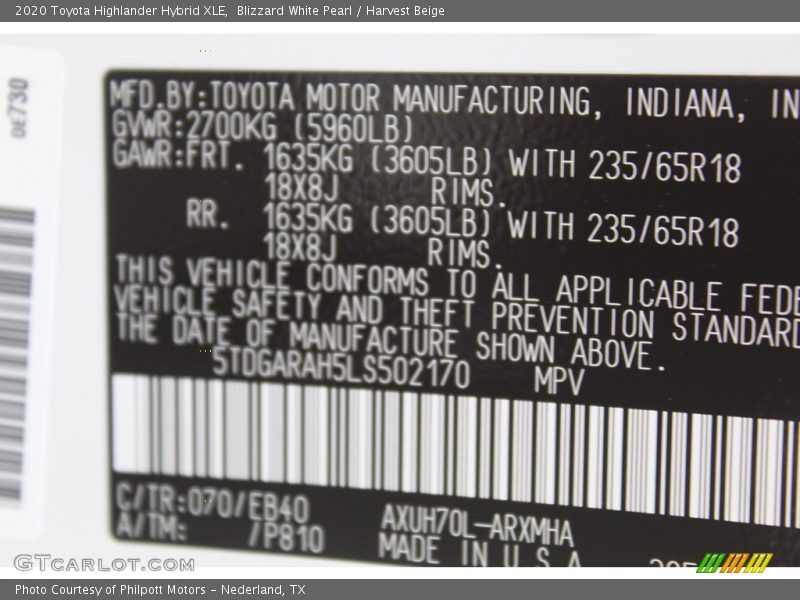 2020 Toyota Highlander Hybrid XLE, Blizzard White Pearl / Harvest Beige
MFD.BY:TOYOTA MOTOR MANUFACTURING, INDIANA, IN
GVWR:2700KG (5960LB)
GAWR:FRT. 1635KG (3605LB) WITH 235/65R18
18X8J RIMS.
RR. 1635KG (3605LB) WITH 235/65R18
18X8J RIMS.
THIS VEHICLE CONFORMS TO ALL APPLICABLE FEDE
VEHICLE SAFETY AND THEFT PREVENTION STANDARD
THE DATE OF MANUFACTURE SHOWN ABOVE.
5TDGARAH5LS502170 MPV
C/TR:070/EB40 AXUH70L-ARXMHA
A/TM: /P810 MADE IN U.S.A.
GTcarlot.com
Photo Courtesy of Philpott Motors - Nederland, TX